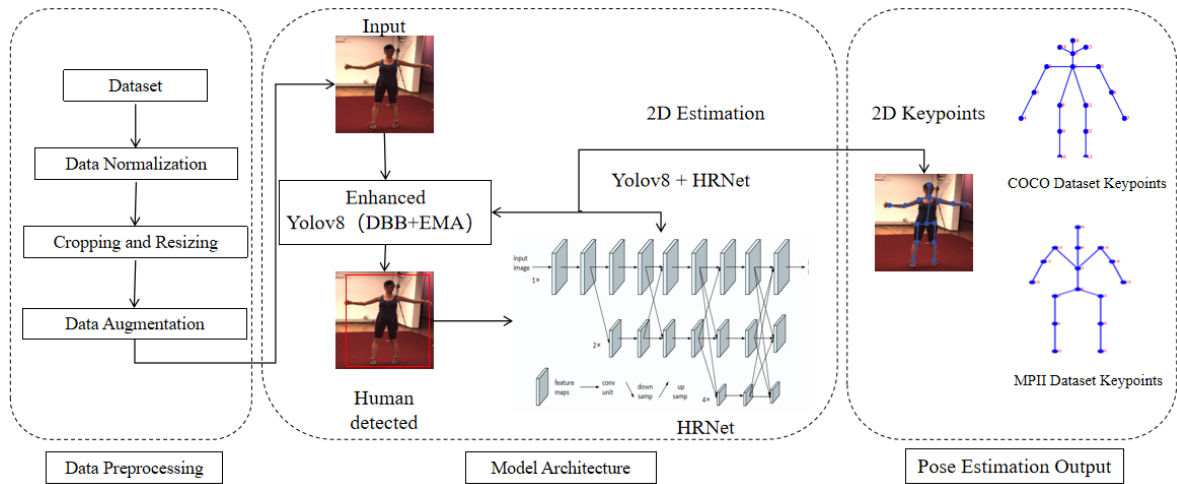 Dataset
Data Normalization
Cropping and Resizing
Data Augmentation
Data Preprocessing
Input
Enhanced
Yolov8（DBB+EMA）
Human
detected
2D Estimation
Yolov8 + HRNet
input
image
1×
2×
4×
feature
maps
conv
unit
down
samp
up
samp
HRNet
Model Architecture
2D Keypoints
COCO Dataset Keypoints
MPII Dataset Keypoints
Pose Estimation Output